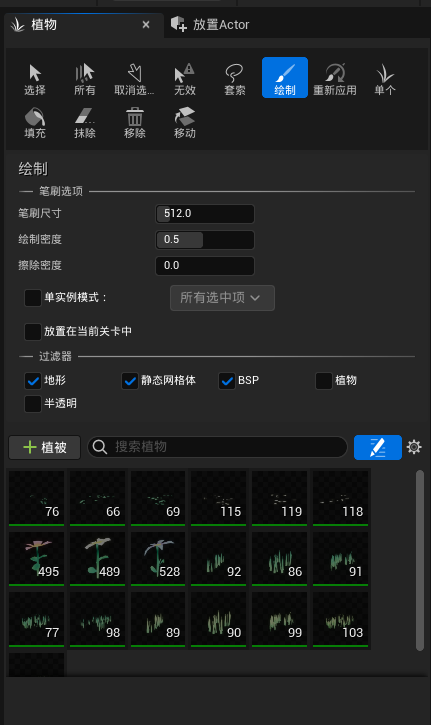 植物 × 放置Actor
选择 所有 取消选... 无效 套索 绘制 重新应用 单个
填充 抹除 移除 移动
绘制
笔刷选项
笔刷尺寸 512.0
绘制密度 0.5
擦除密度 0.0
单实例模式： 所有选中项
放置在当前关卡中
过滤器
地形 静态网格体 BSP 植物
半透明
+ 植被 搜索植物
76 66 69 115 119 118
495 489 528 92 86 91
77 98 89 90 99 103